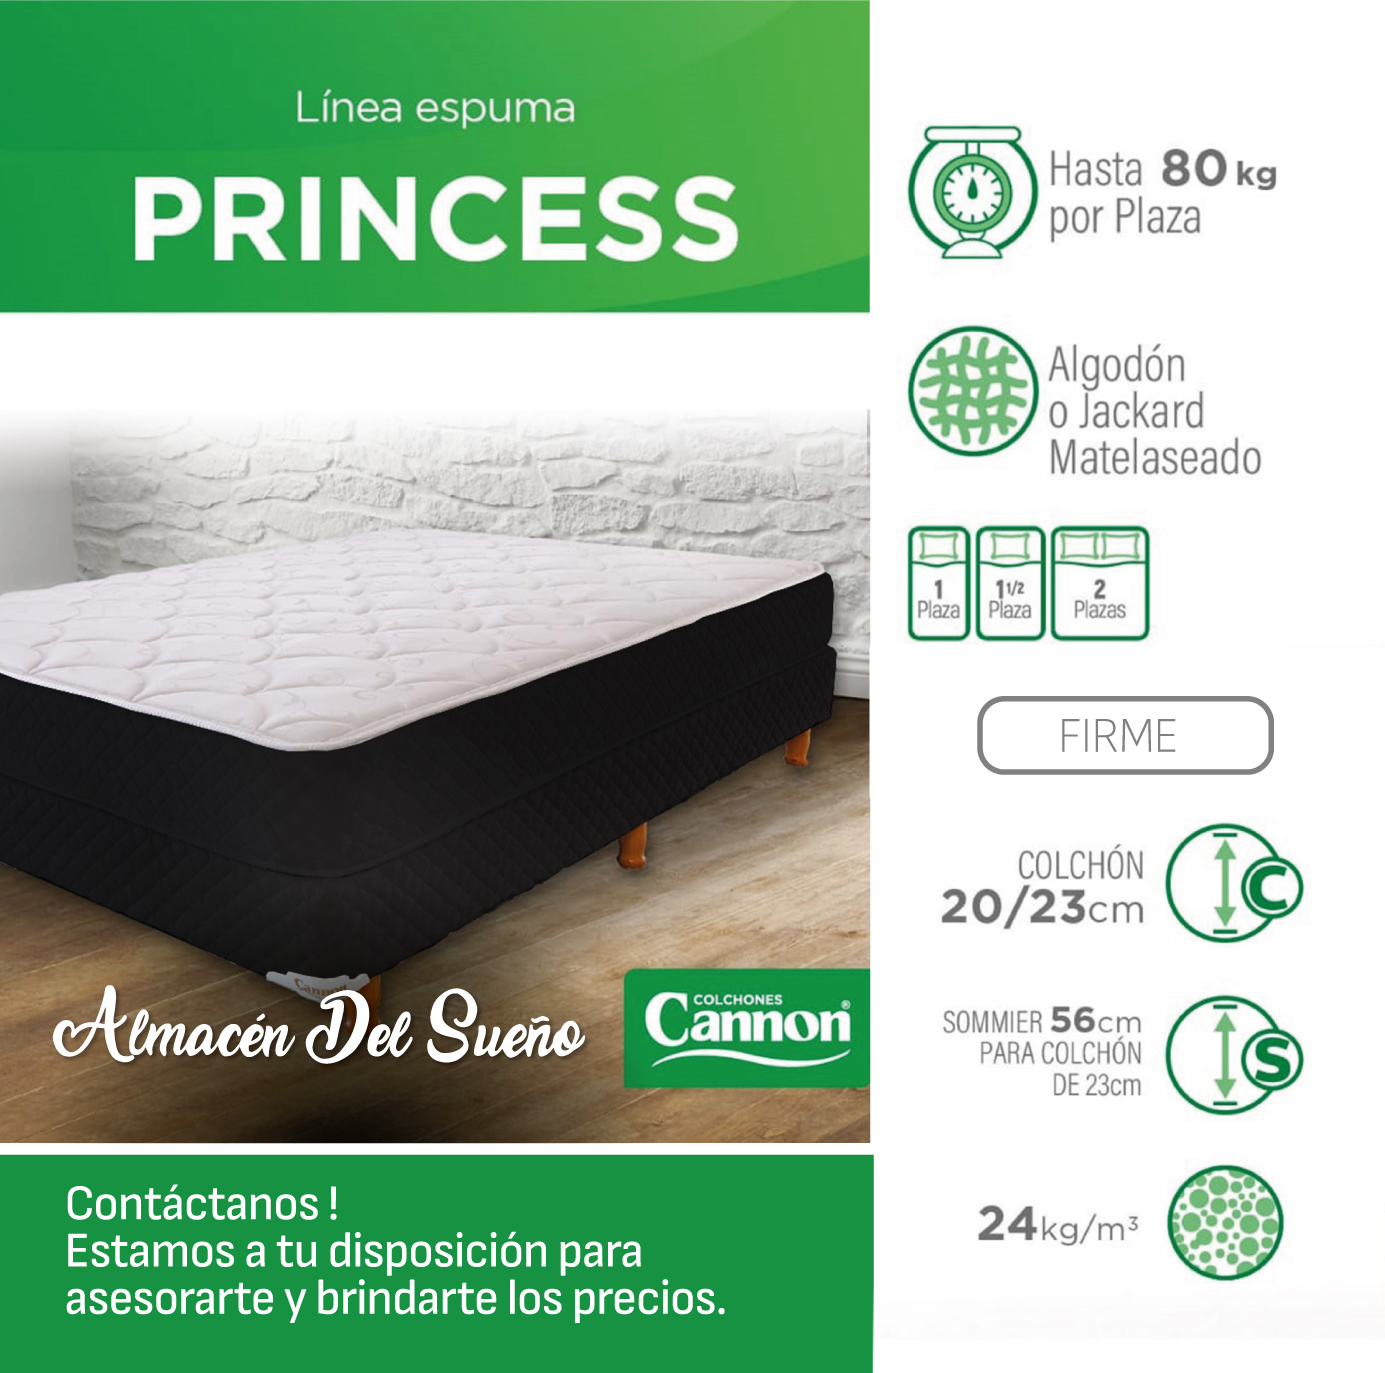 Línea espuma
PRINCESS
Hasta 80 kg
por Plaza
Algodón
o Jackard
Matelaseado
1
Plaza
1 1/2
Plaza
2
Plazas
FIRME
COLCHÓN
20/23cm
C
SOMMIER 56cm
PARA COLCHÓN
DE 23cm
S
24kg/m³
Cannon
Almacén Del Sueño
COLCHONES
Cannon®
Contáctanos !
Estamos a tu disposición para
asesorarte y brindarte los precios.